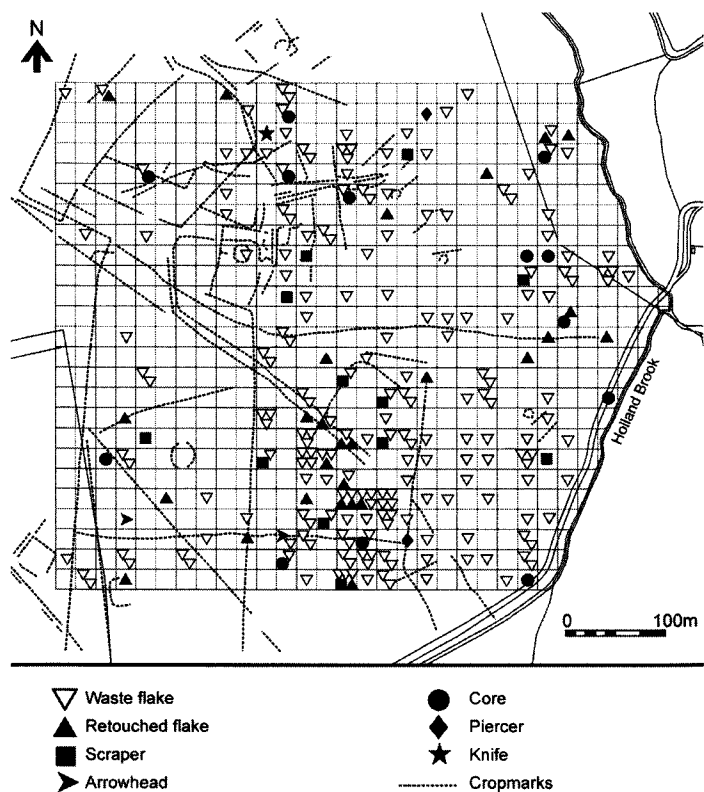 N
Holland Brook
0 100m
Waste flake
Retouched flake
Scraper
Arrowhead
Core
Piercer
Knife
Cropmarks